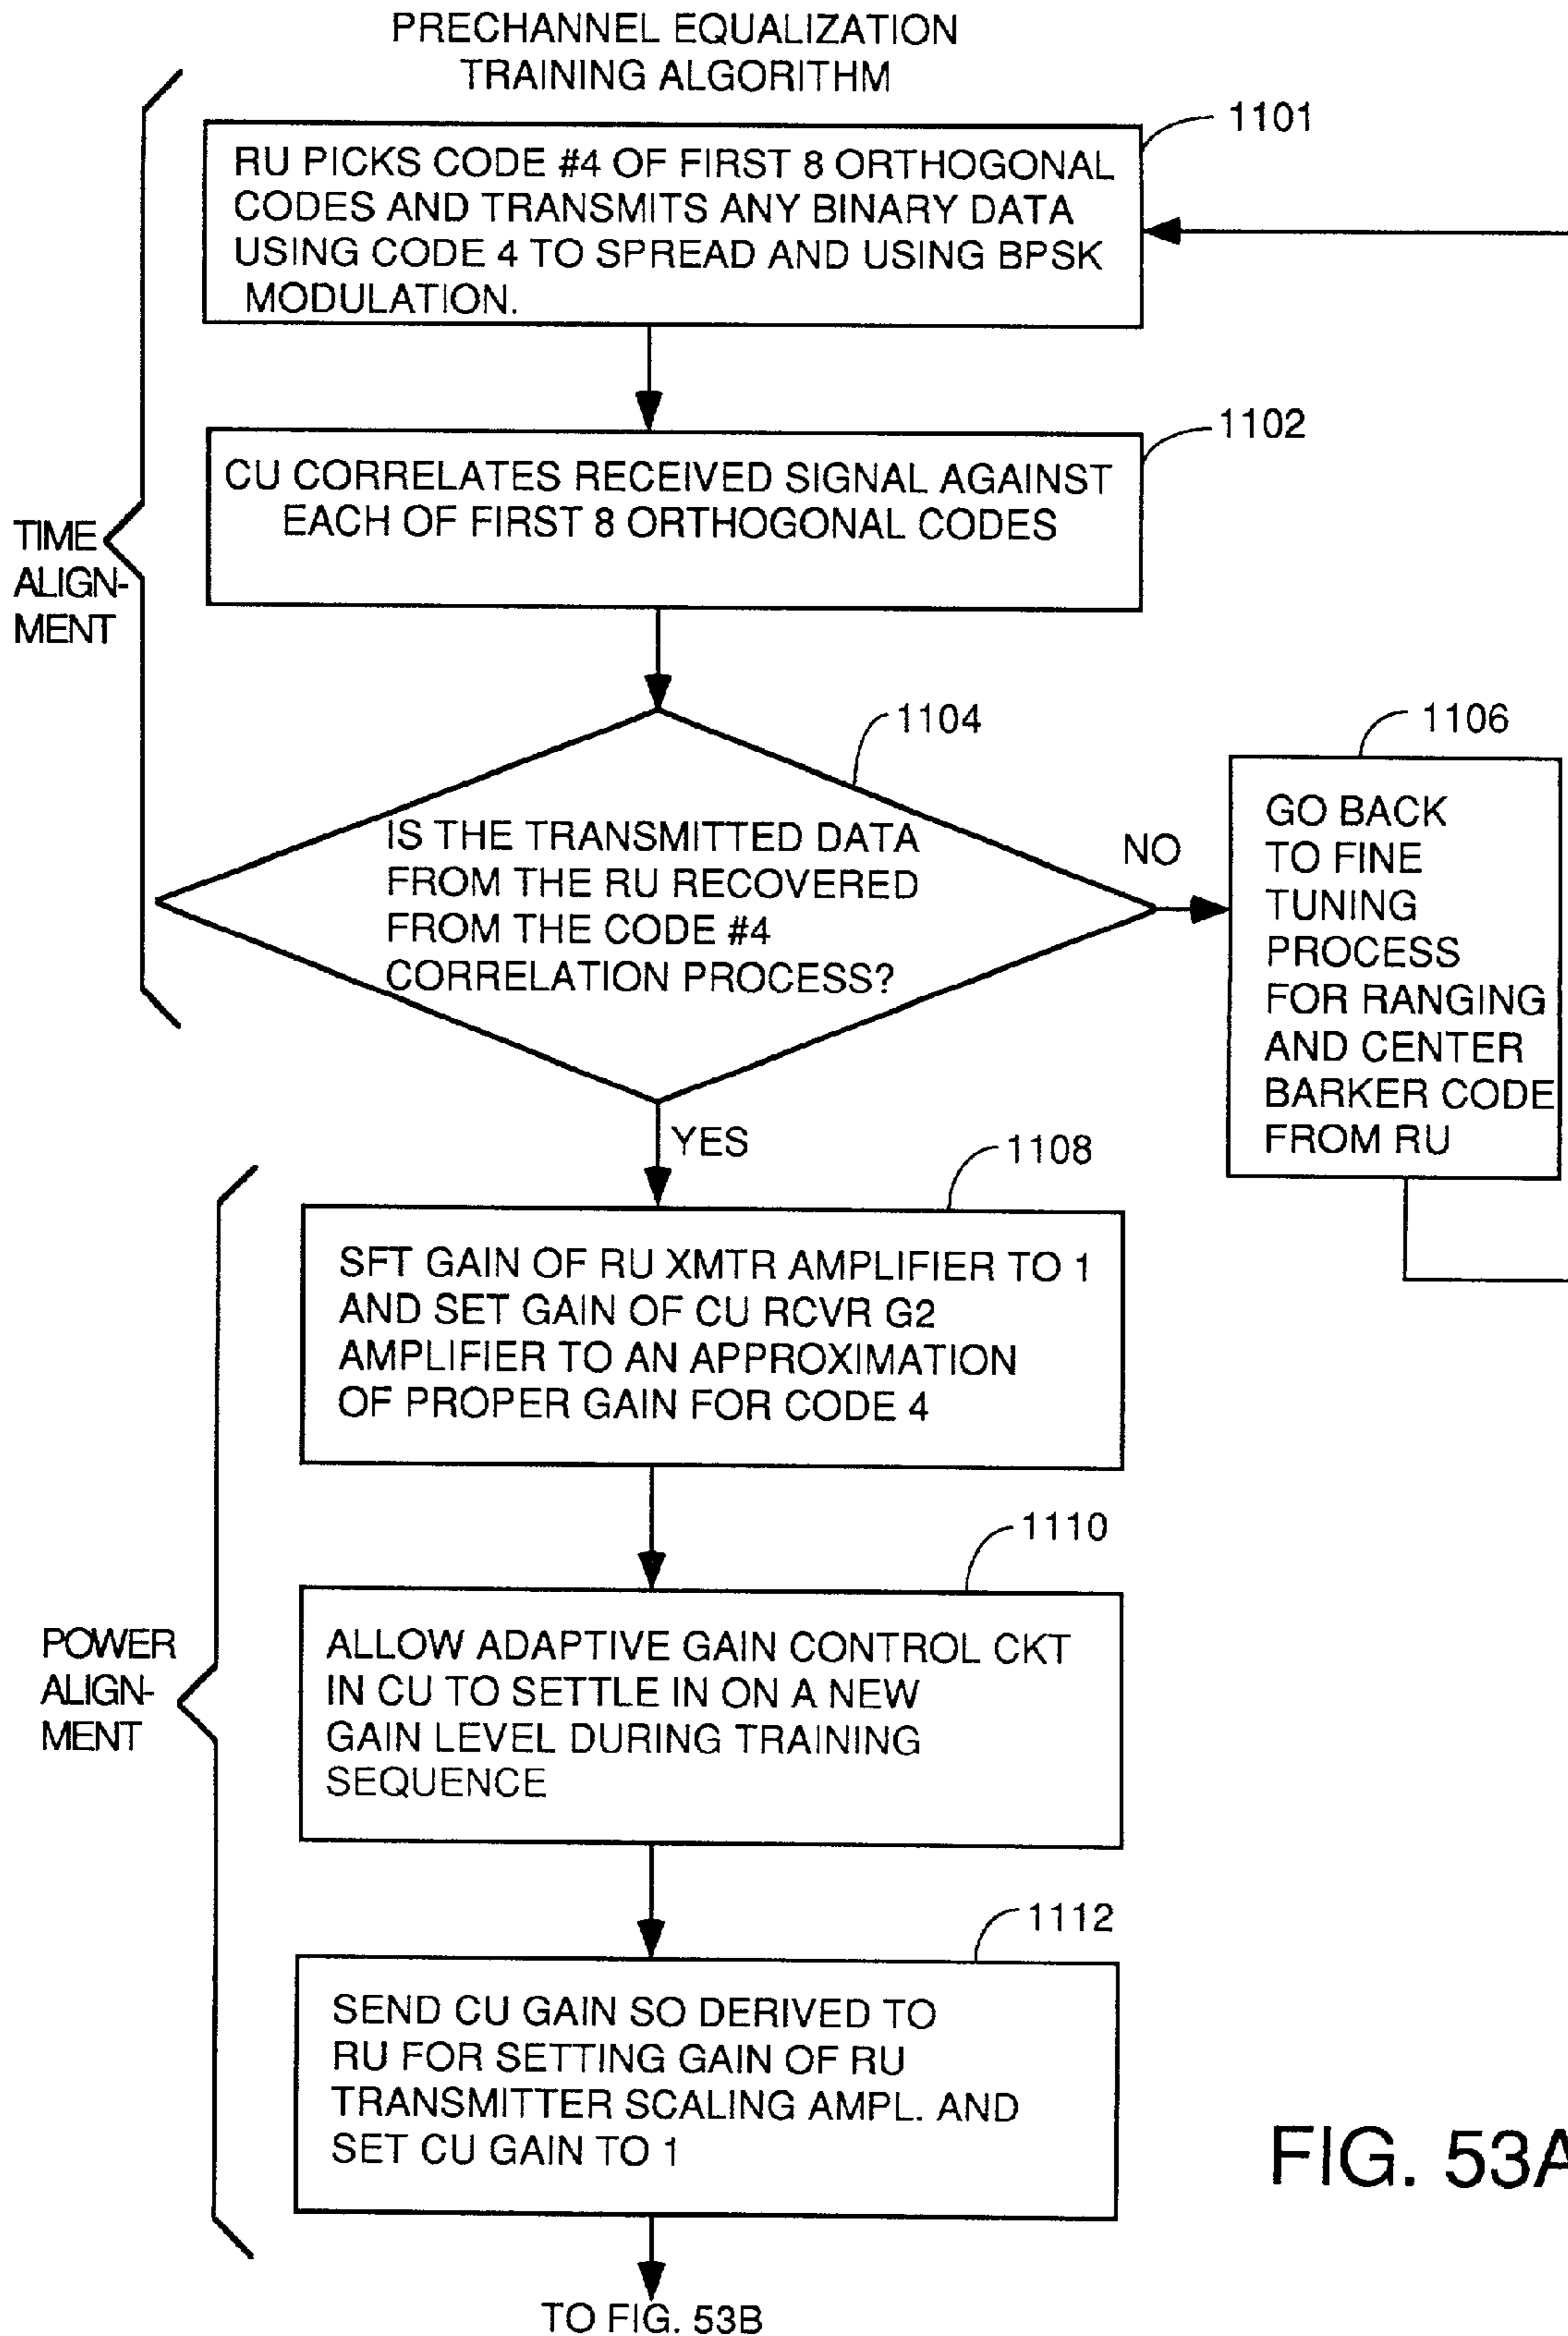 PRECHANNEL EQUALIZATION
TRAINING ALGORITHM
1101
RU PICKS CODE #4 OF FIRST 8 ORTHOGONAL
CODES AND TRANSMITS ANY BINARY DATA
USING CODE 4 TO SPREAD AND USING BPSK
MODULATION.
1102
CU CORRELATES RECEIVED SIGNAL AGAINST
EACH OF FIRST 8 ORTHOGONAL CODES
TIME
ALIGN-
MENT
1104
IS THE TRANSMITTED DATA
FROM THE RU RECOVERED
FROM THE CODE #4
CORRELATION PROCESS?
NO
1106
GO BACK
TO FINE
TUNING
PROCESS
FOR RANGING
AND CENTER
BARKER CODE
FROM RU
YES
1108
SFT GAIN OF RU XMTR AMPLIFIER TO 1
AND SET GAIN OF CU RCVR G2
AMPLIFIER TO AN APPROXIMATION
OF PROPER GAIN FOR CODE 4
1110
ALLOW ADAPTIVE GAIN CONTROL CKT
IN CU TO SETTLE IN ON A NEW
GAIN LEVEL DURING TRAINING
SEQUENCE
POWER
ALIGN-
MENT
1112
SEND CU GAIN SO DERIVED TO
RU FOR SETTING GAIN OF RU
TRANSMITTER SCALING AMPL. AND
SET CU GAIN TO 1
FIG. 53A
TO FIG. 53B